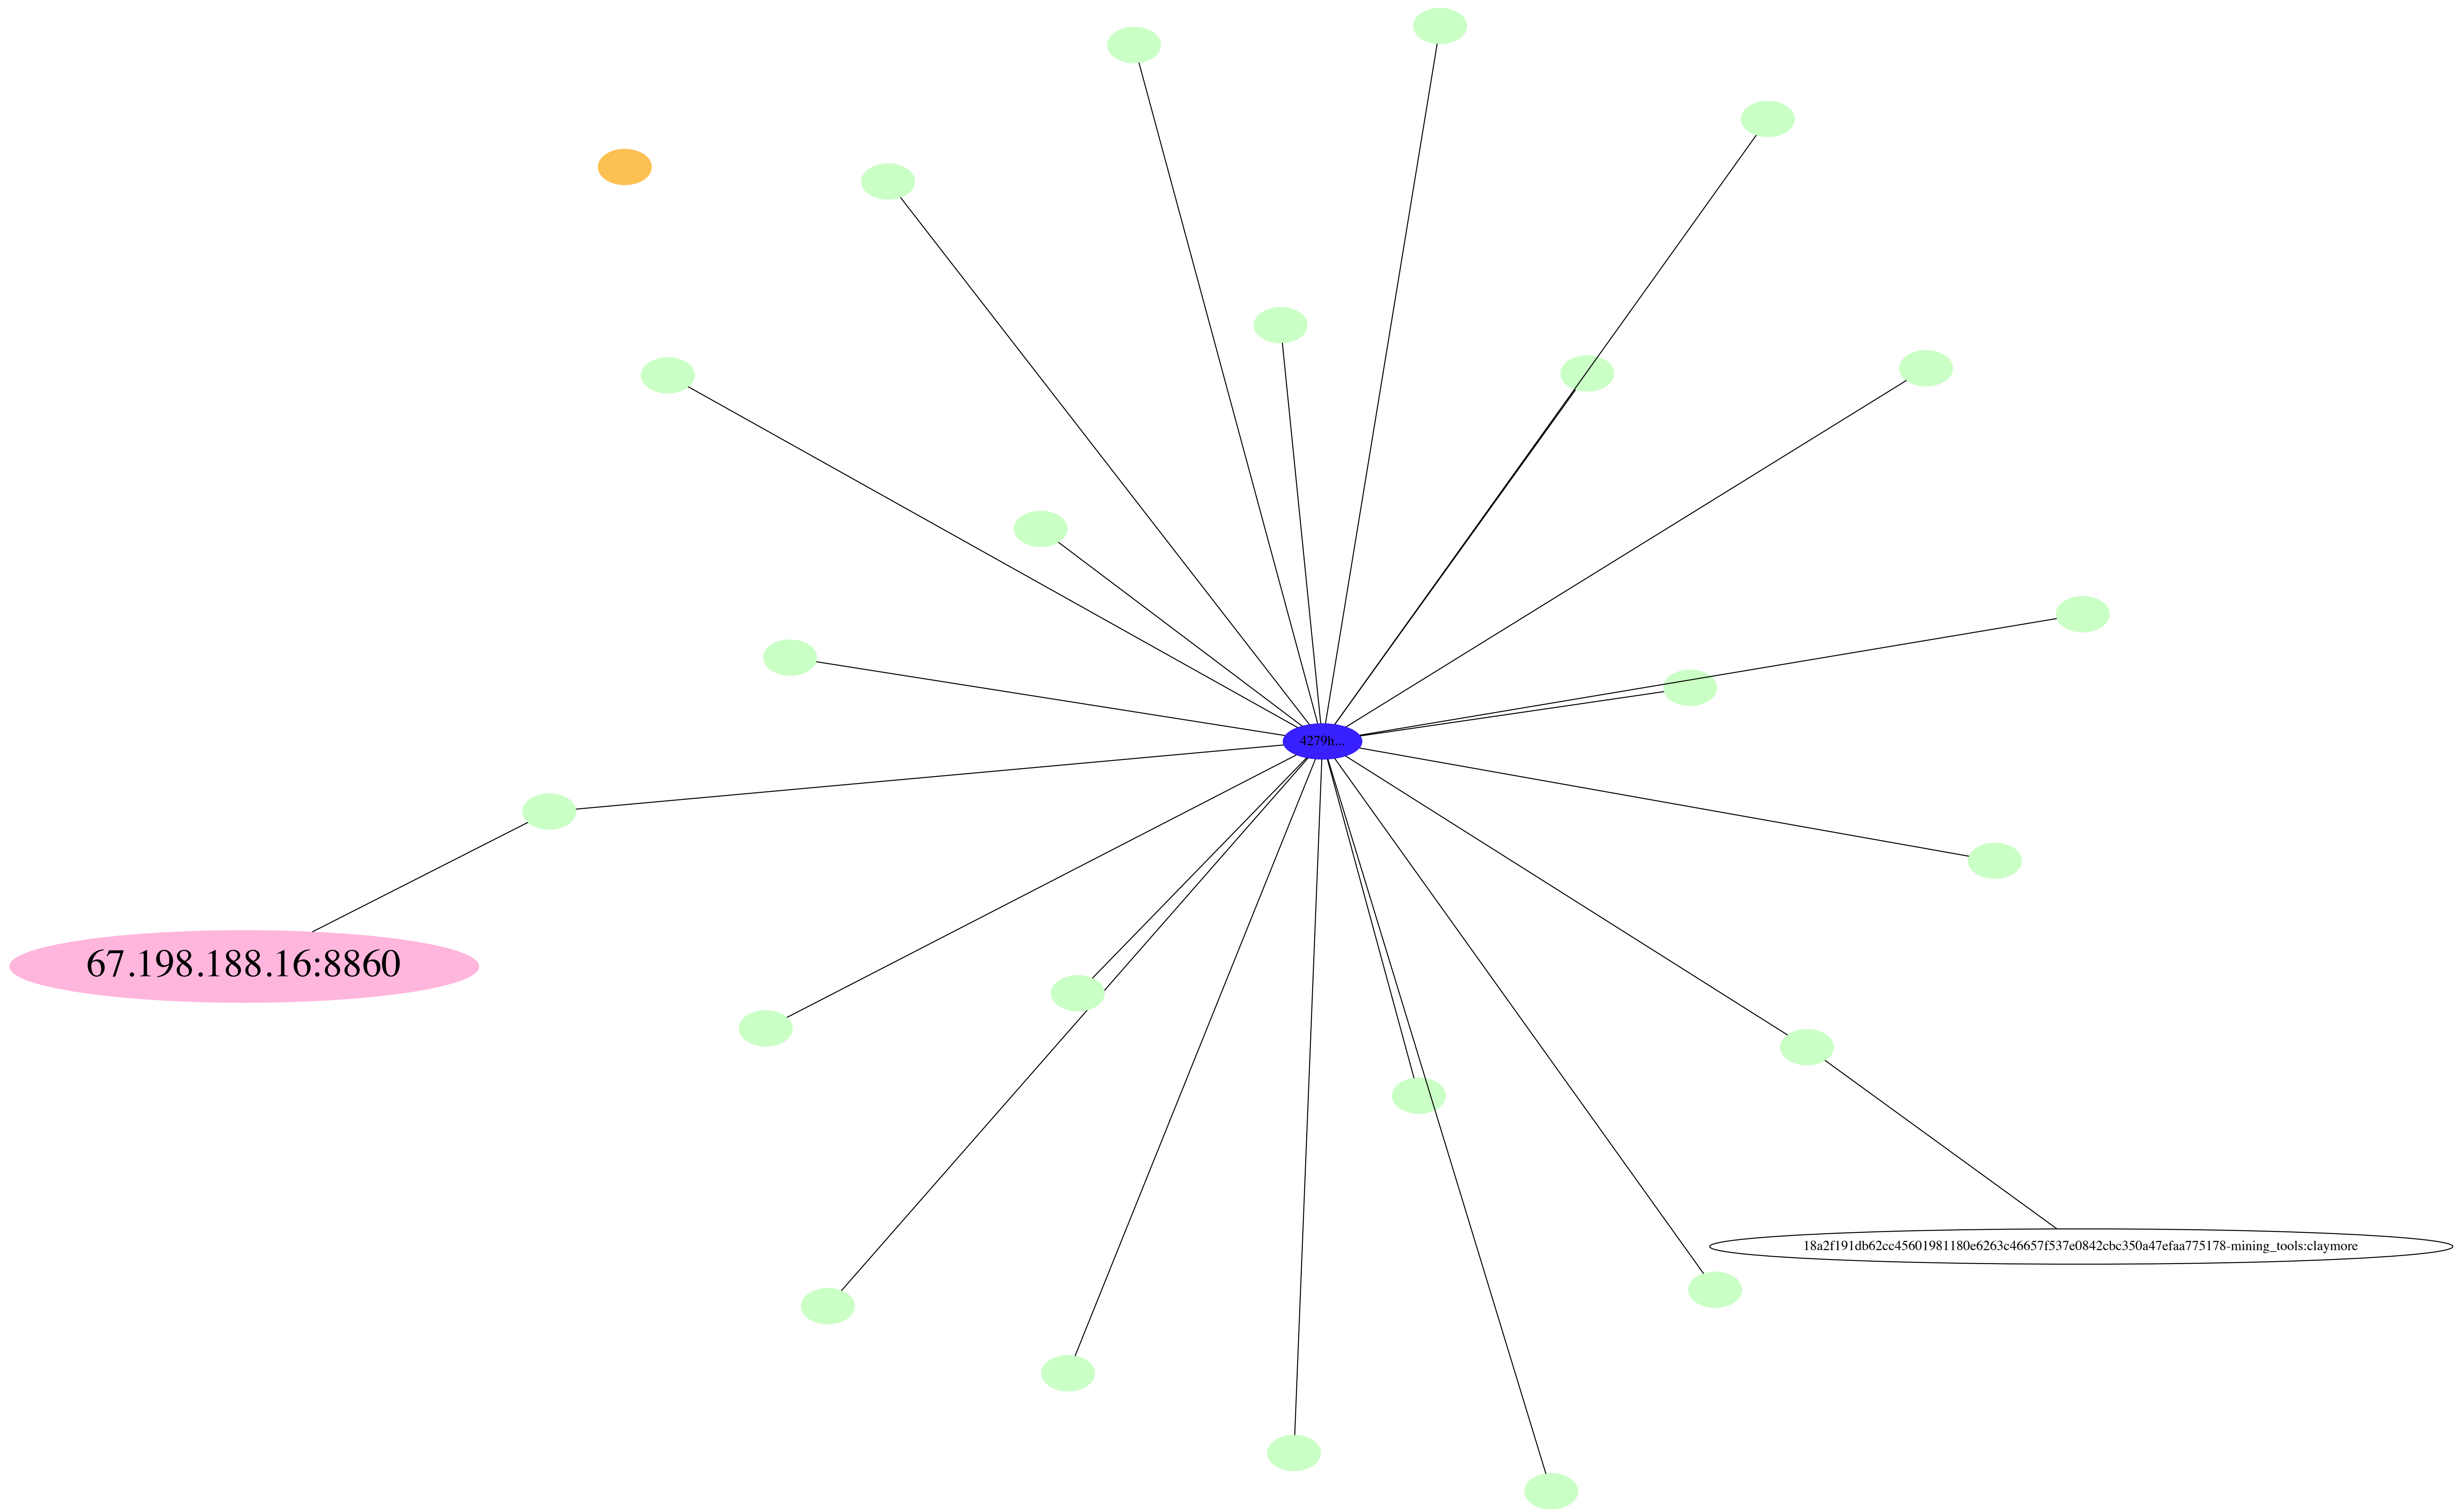 4279h...
67.198.188.16:8860
18a2f191db62cc45601981180e6263c46657f537e0842cbc350a47efaa775178-mining_tools:claymore